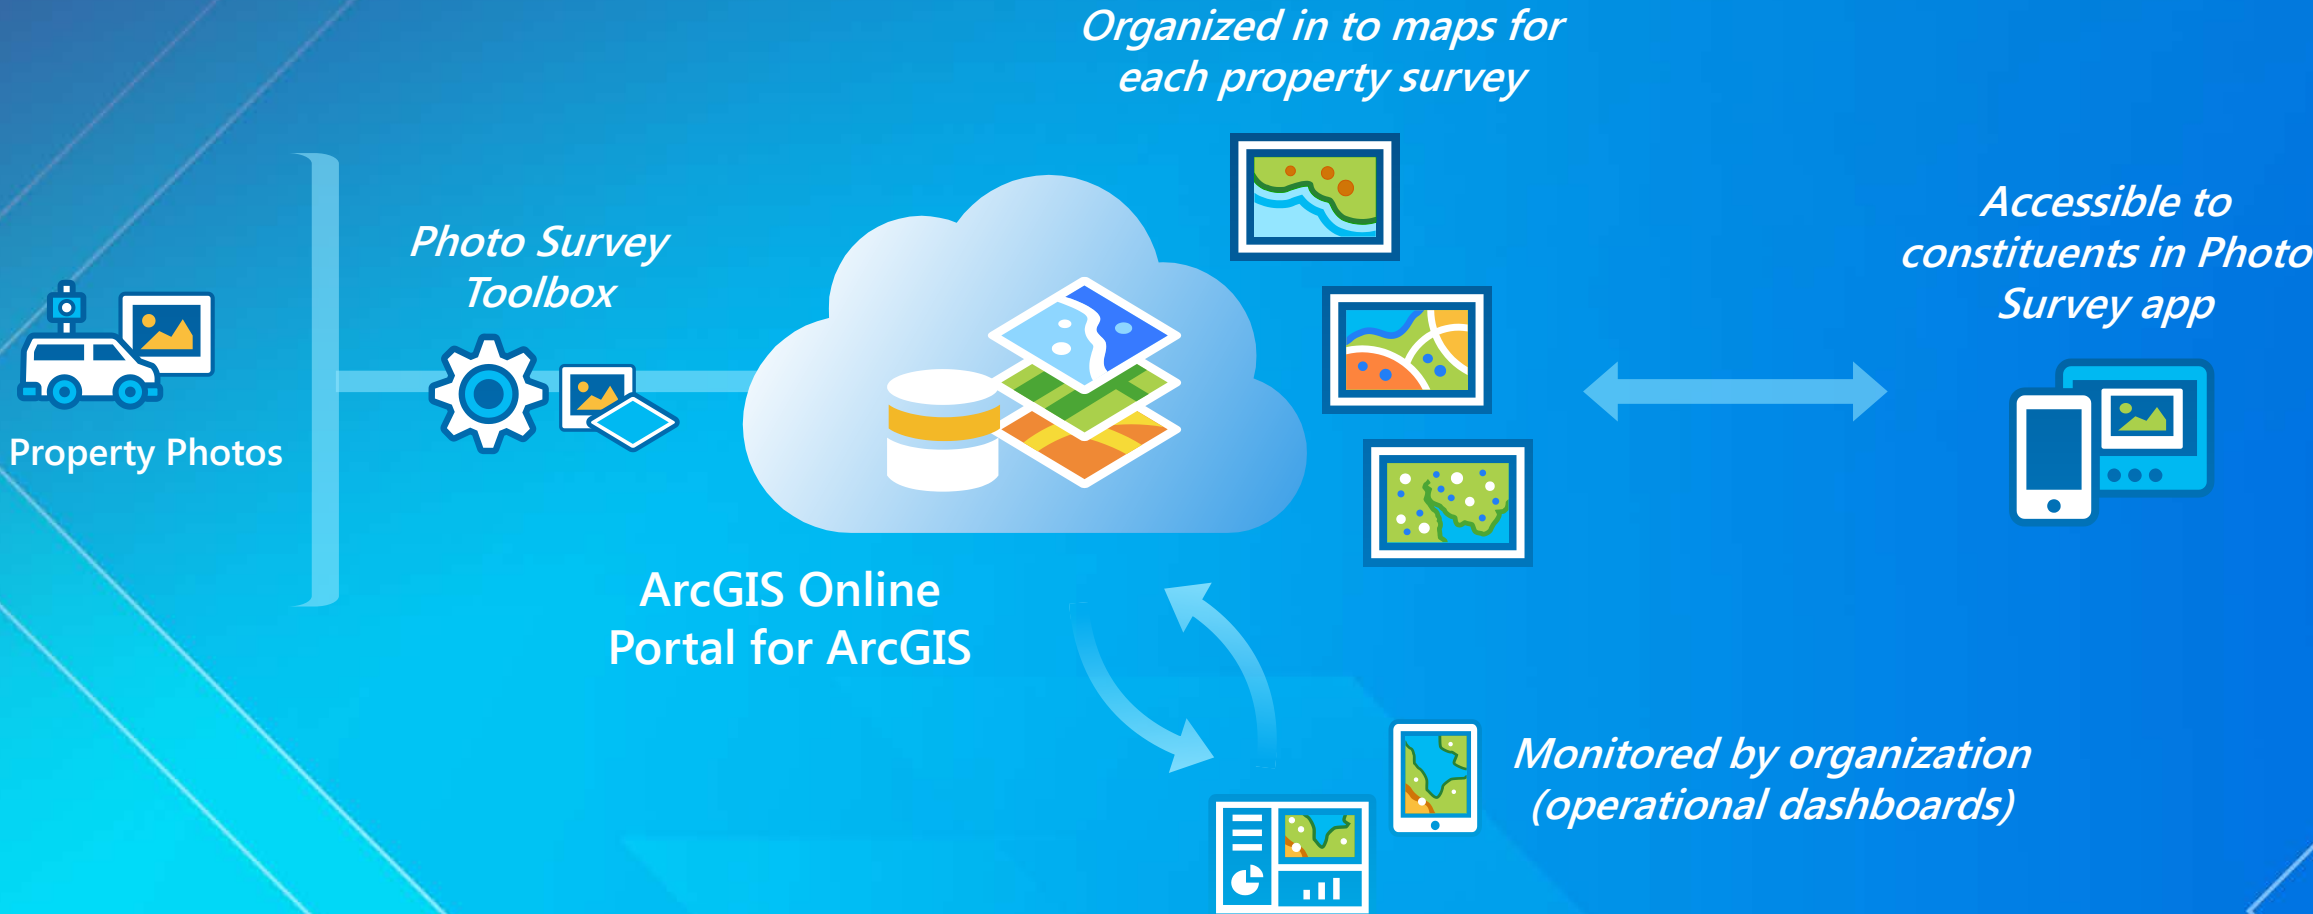 Organized in to maps for
each property survey
Accessible to
constituents in Photo
Survey app
Photo Survey
Toolbox
Property Photos
ArcGIS Online
Portal for ArcGIS
Monitored by organization
(operational dashboards)